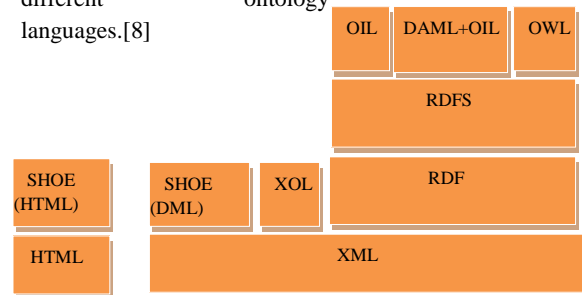 different ontology
languages.[8]
OIL DAML+OIL OWL
RDFS
SHOE
(HTML)
SHOE
(DML)
XOL
RDF
HTML
XML